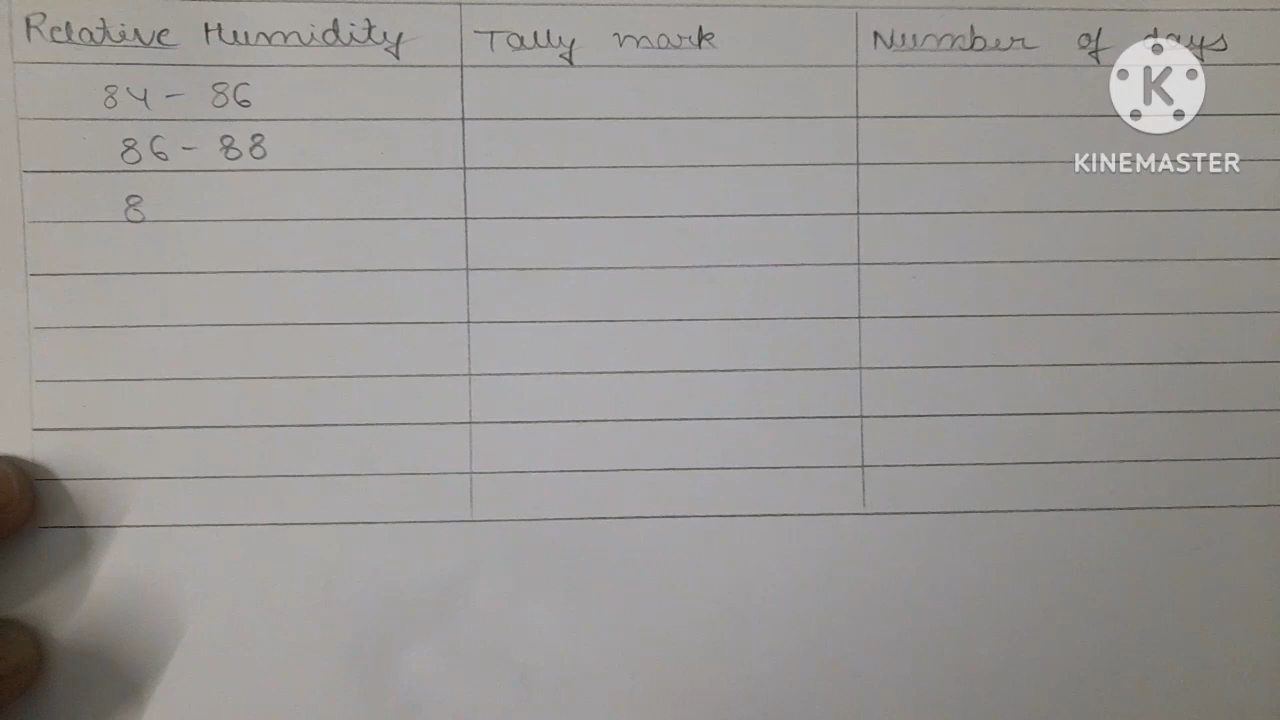 Relative Humidity Tally mark Number of days
84 - 86
86 - 88
8
K
KINEMASTER